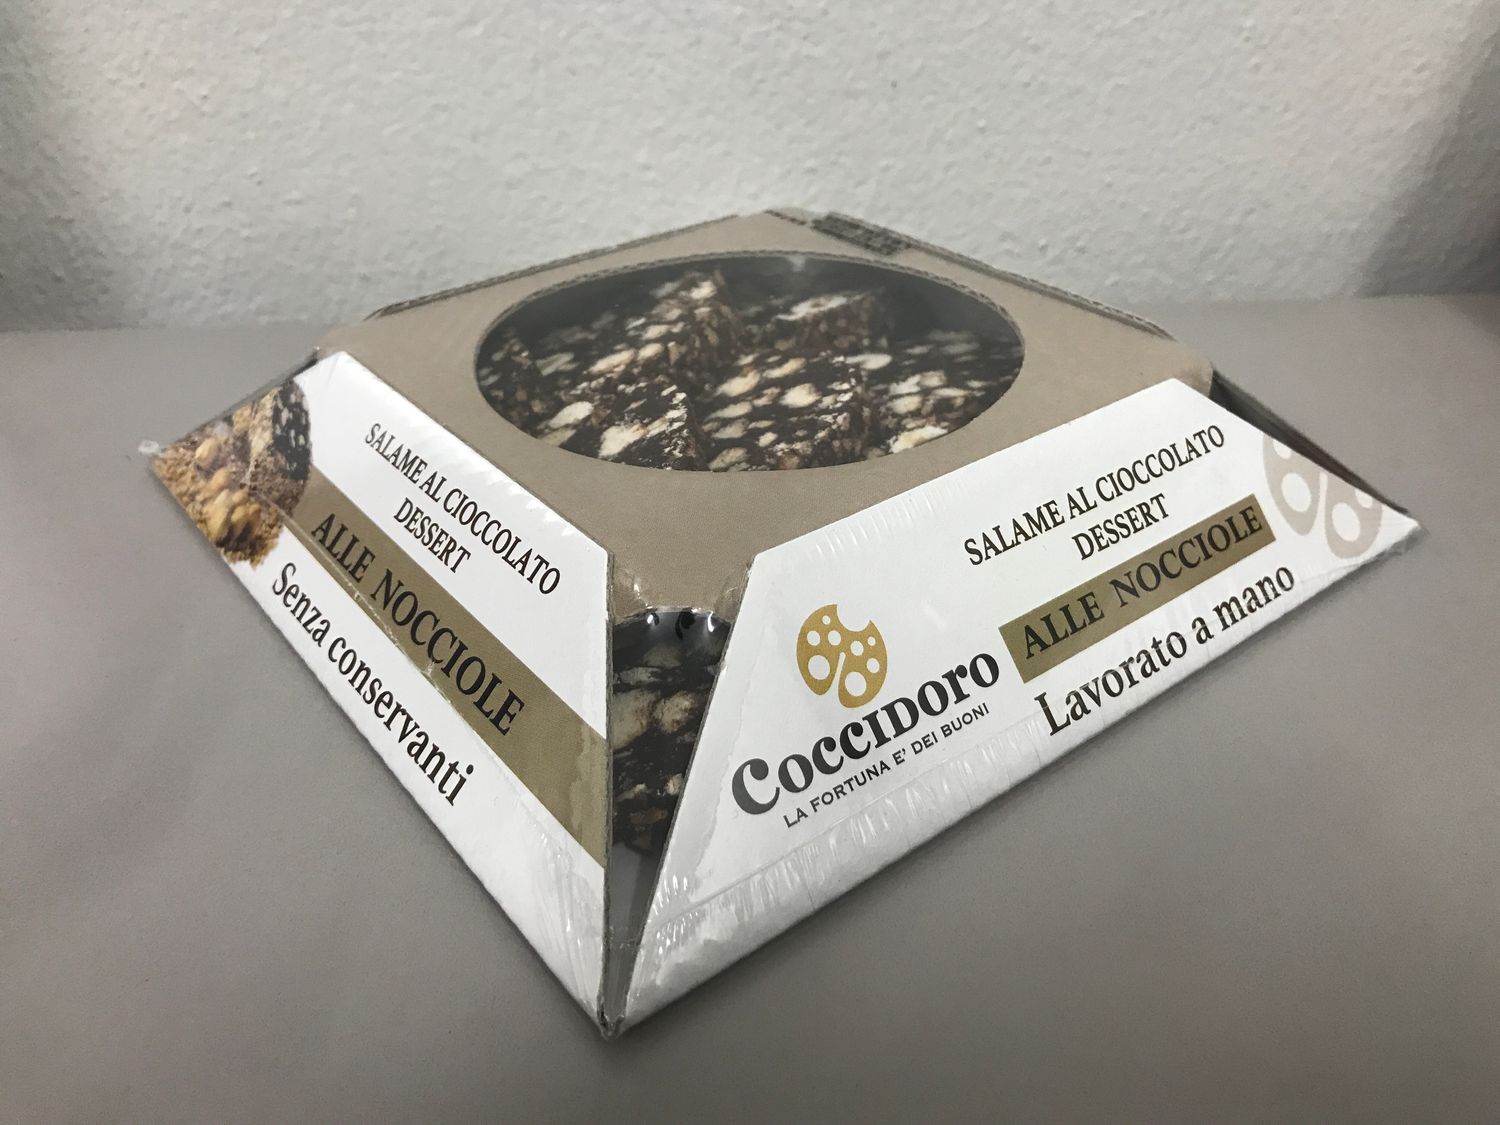 SALAME AL CIOCCOLATO
DESSERT
ALLE NOCCIOLE
Senza conservanti
SALAME AL CIOCCOLATO
DESSERT
ALLE NOCCIOLE
Lavorato a mano
Coccidoro
LA FORTUNA E' DEI BUONI